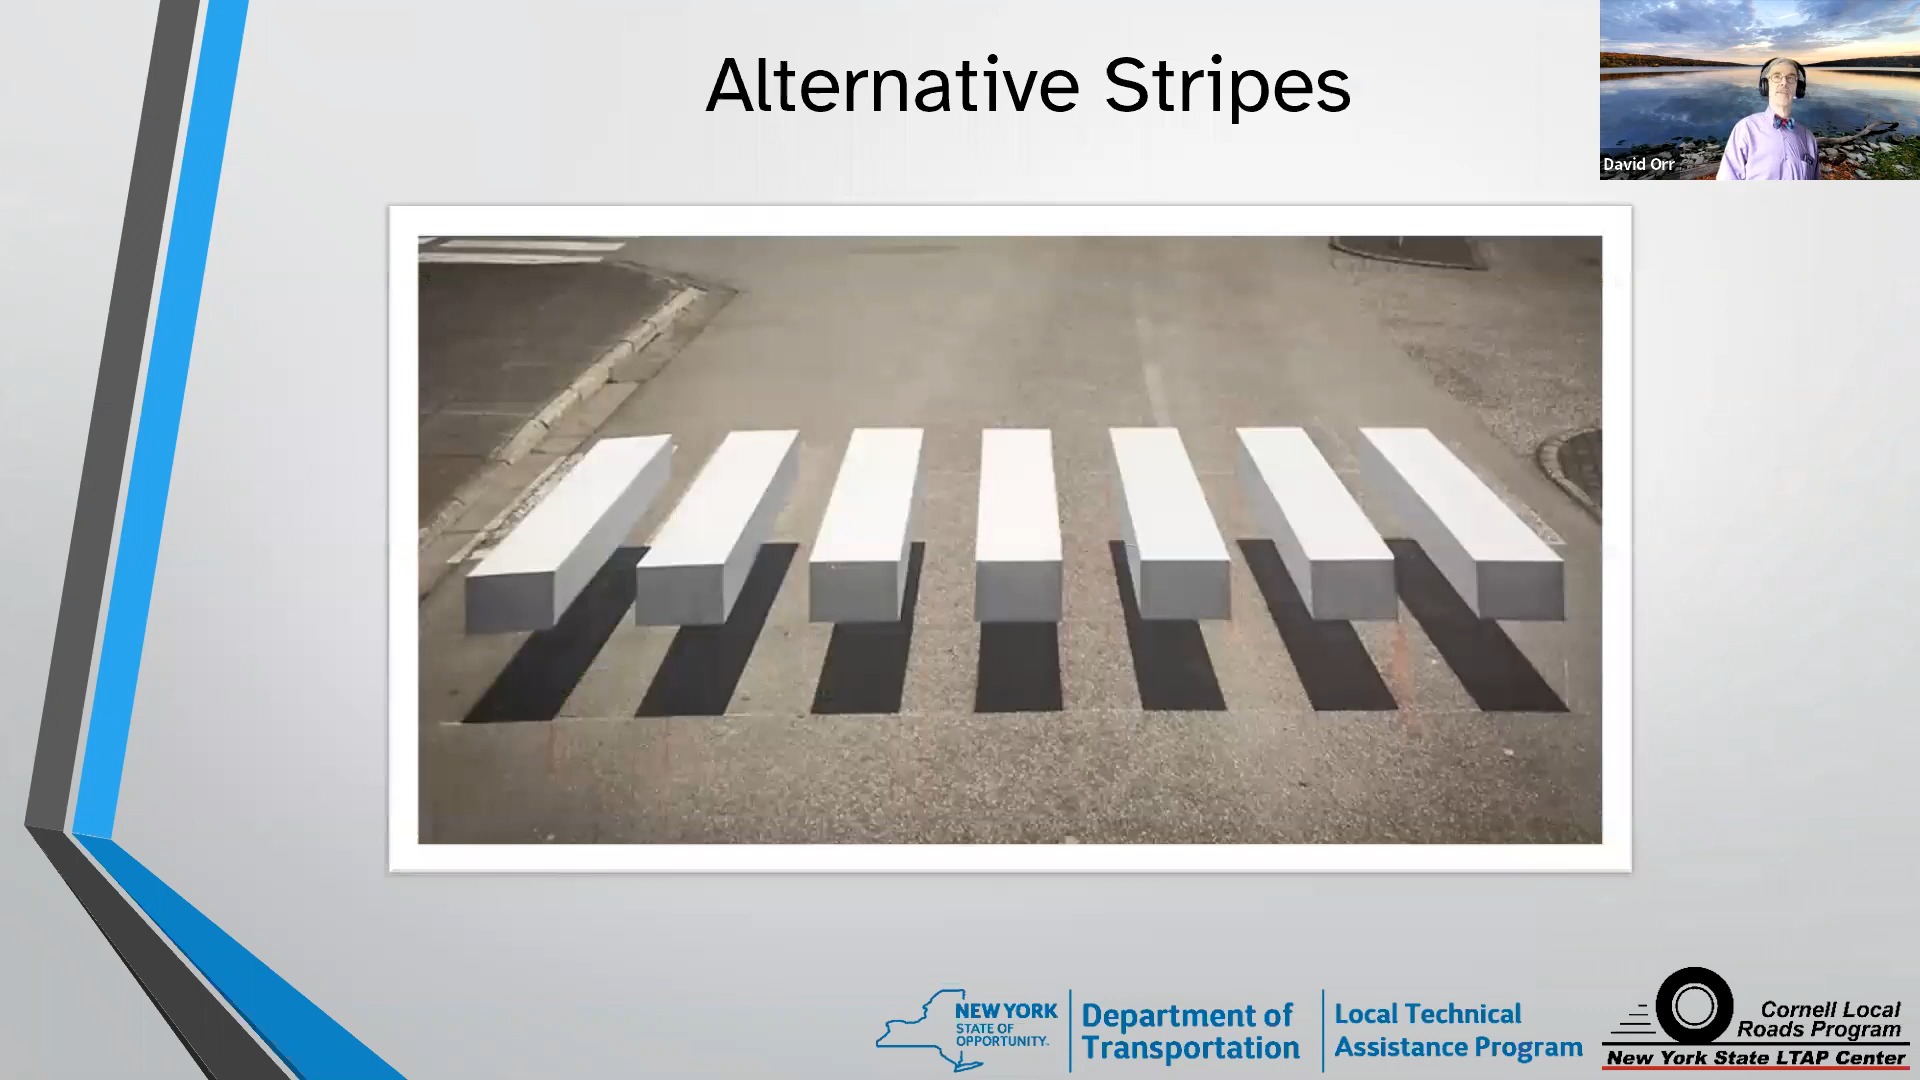 Alternative Stripes
David Orr
NEW YORK
STATE OF
OPPORTUNITY.
Department of
Transportation
Local Technical
Assistance Program
Cornell Local
Roads Program
New York State LTAP Center